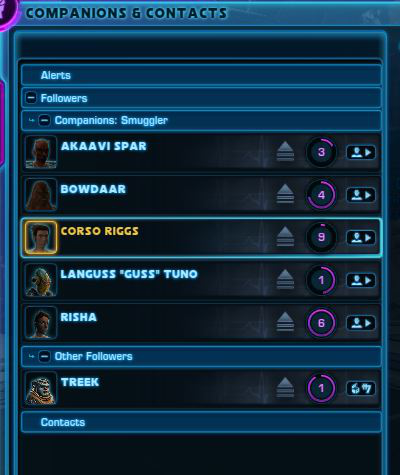 COMPANIONS & CONTACTS
Alerts
Followers
Companions: Smuggler
AKAAVI SPAR 3
BOWDAAR 4
CORSO RIGGS 9
LANGUSS "GUSS" TUNO 1
RISHA 6
Other Followers
TREEK 1
Contacts